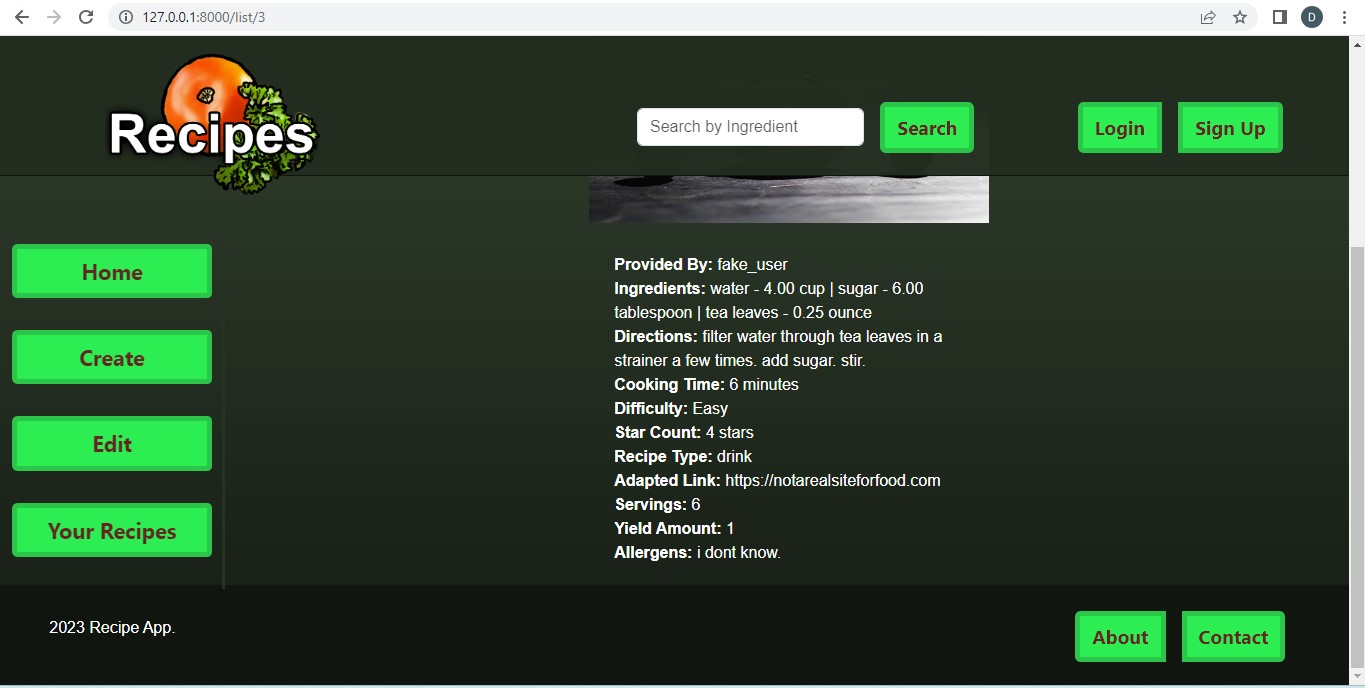 127.0.0.1:8000/list/3
D
Recipes
Search by Ingredient
Search
Login
Sign Up
Home
Create
Edit
Your Recipes
Provided By: fake_user
Ingredients: water - 4.00 cup | sugar - 6.00
tablespoon | tea leaves - 0.25 ounce
Directions: filter water through tea leaves in a
strainer a few times. add sugar. stir.
Cooking Time: 6 minutes
Difficulty: Easy
Star Count: 4 stars
Recipe Type: drink
Adapted Link: https://notarealsiteforfood.com
Servings: 6
Yield Amount: 1
Allergens: i dont know.
2023 Recipe App.
About
Contact